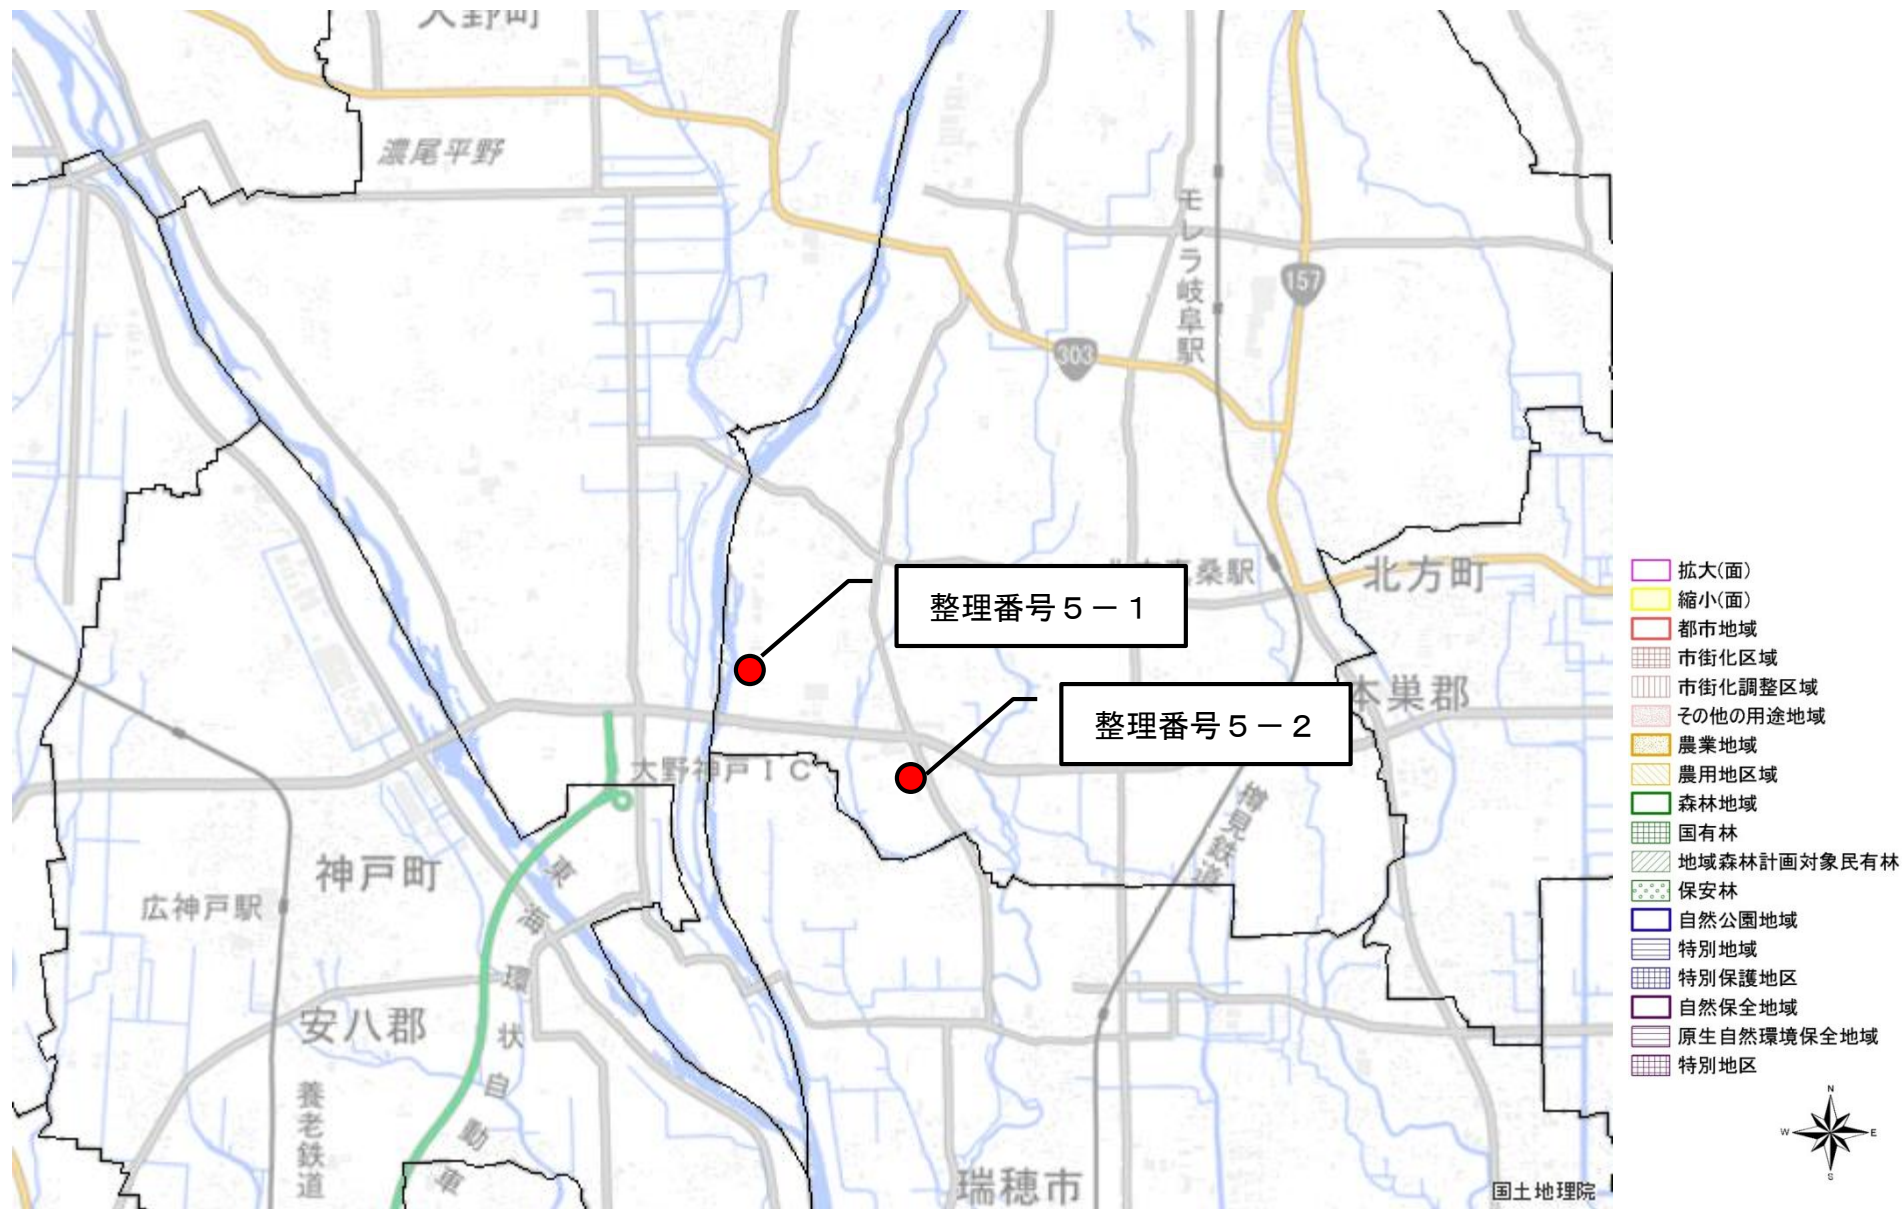 大野町
濃尾平野
モレラ岐阜駅
157
303
桑駅
北方町
整理番号5-1
整理番号5-2
本巣郡
大野神戸IC
樽見鉄道
神戸町
広神戸駅
東海環状自動車
安八郡
養老鉄道
瑞穂市
国土地理院
拡大(面)
縮小(面)
都市地域
市街化区域
市街化調整区域
その他の用途地域
農業地域
農用地区域
森林地域
国有林
地域森林計画対象民有林
保安林
自然公園地域
特別地域
特別保護地区
自然保全地域
原生自然環境保全地域
特別地区
N
W
E
S